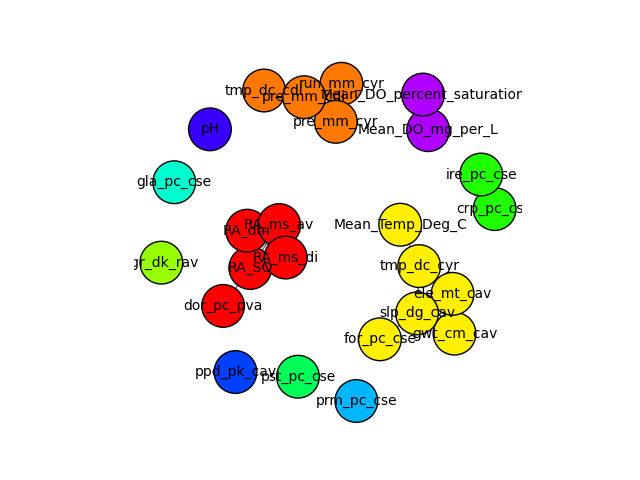 run_mm_cyr
tmp_dc_cdi
pre_mm_cdi
Mean_DO_percent_saturation
pre_mm_cyr
pH
Mean_DO_mg_per_L
ire_pc_cse
gla_pc_cse
crp_pc_cs
RA_ms_av
RA_dm
Mean_Temp_Deg_C
RA_ms_di
gr_dk_rav
RA_SO
tmp_dc_cyr
ele_mt_cav
dor_pc_pva
slp_dg_cav
for_pc_cse
gwt_cm_cav
ppd_pk_cav
pst_pc_cse
prm_pc_cse